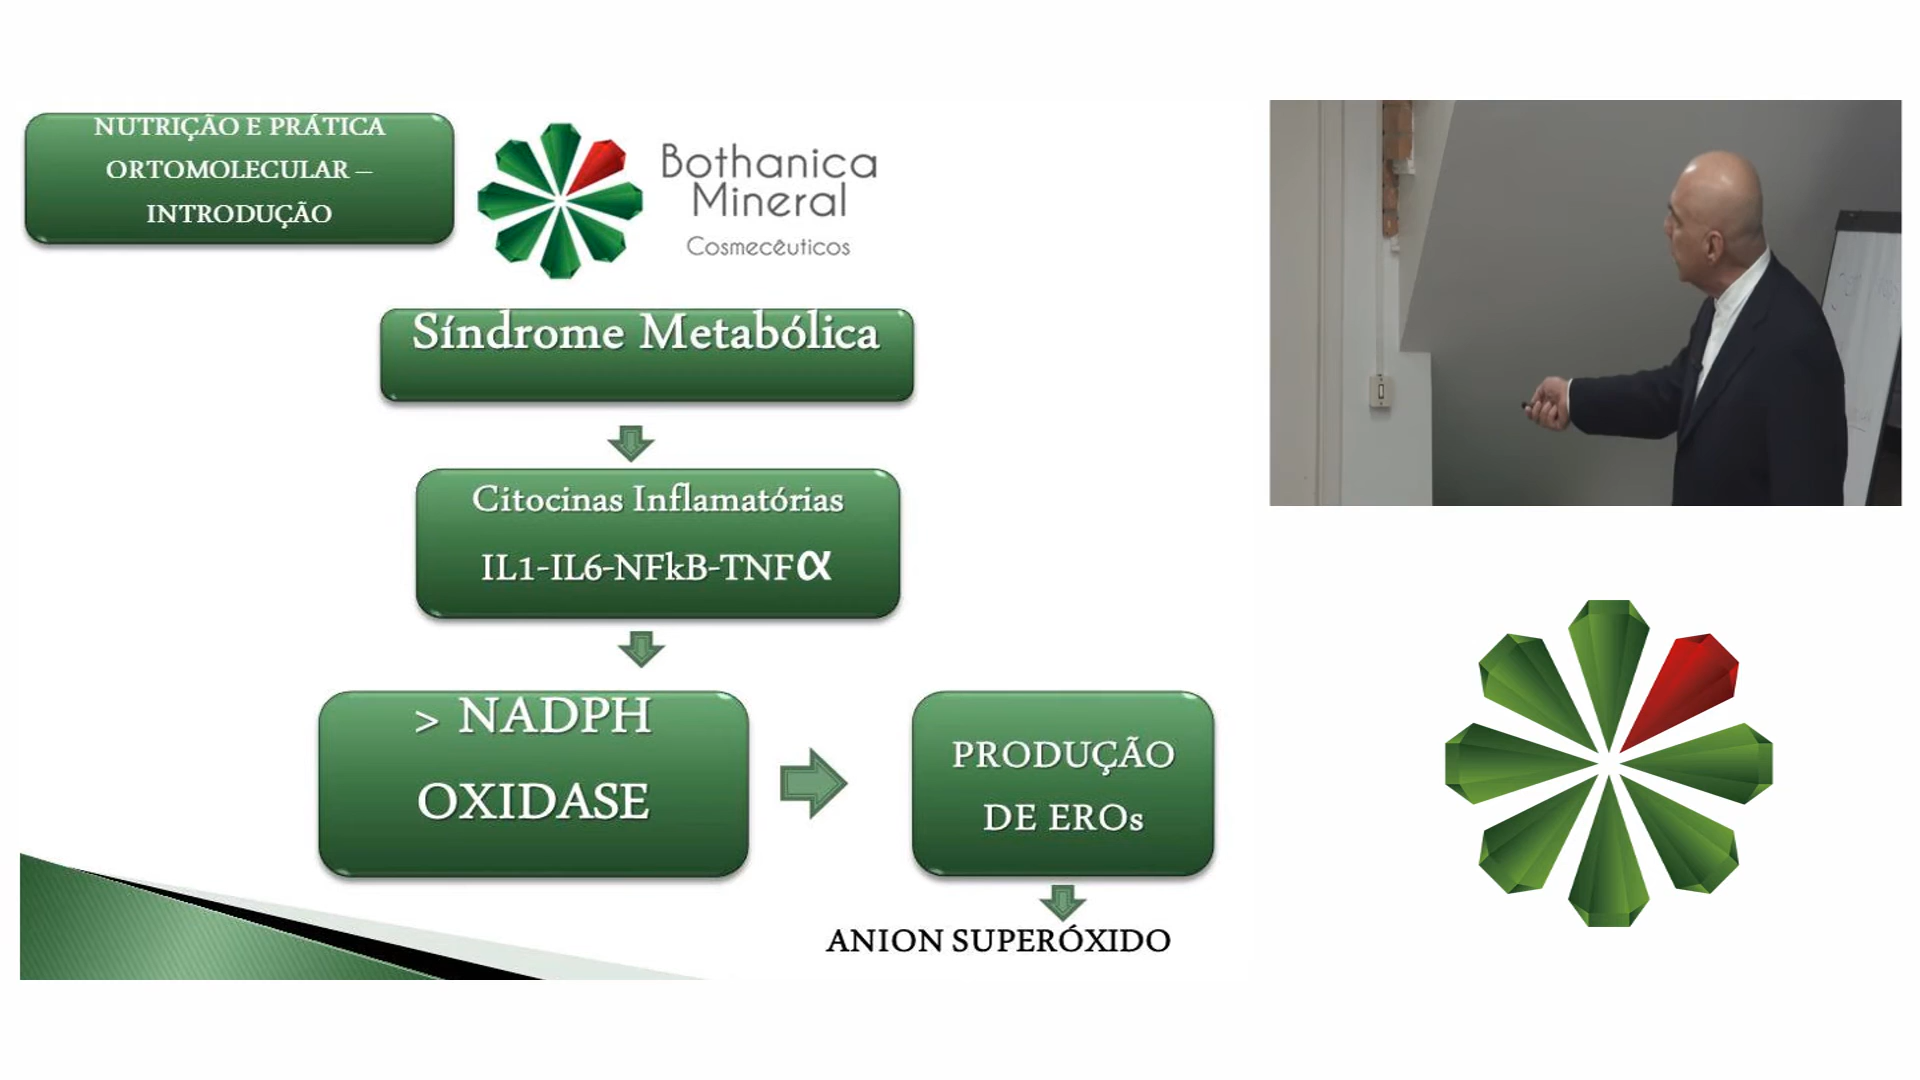 NUTRIÇÃO E PRÁTICA
ORTOMOLECULAR –
INTRODUÇÃO
Bothanica
Mineral
Cosmecêuticos
Síndrome Metabólica
Citocinas Inflamatórias
IL1-IL6-NFkB-TNFα
> NADPH
OXIDASE
PRODUÇÃO
DE EROs
ANION SUPERÓXIDO